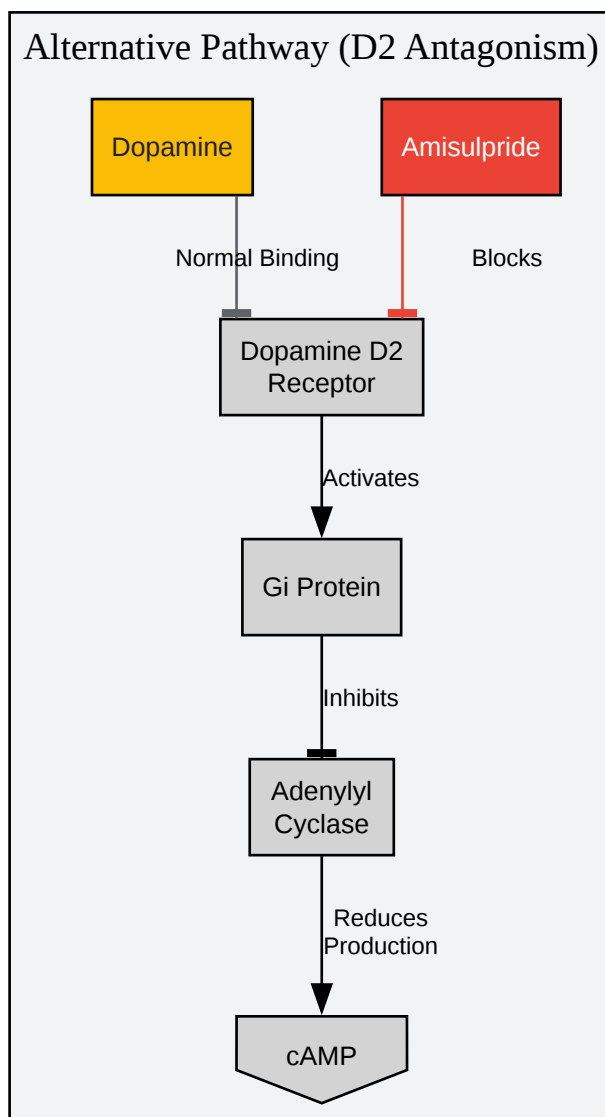 Alternative Pathway (D2 Antagonism)
Dopamine
Amisulpride
Normal Binding
Blocks
Dopamine D2
Receptor
Activates
Gi Protein
Inhibits
Adenylyl
Cyclase
Reduces
Production
cAMP